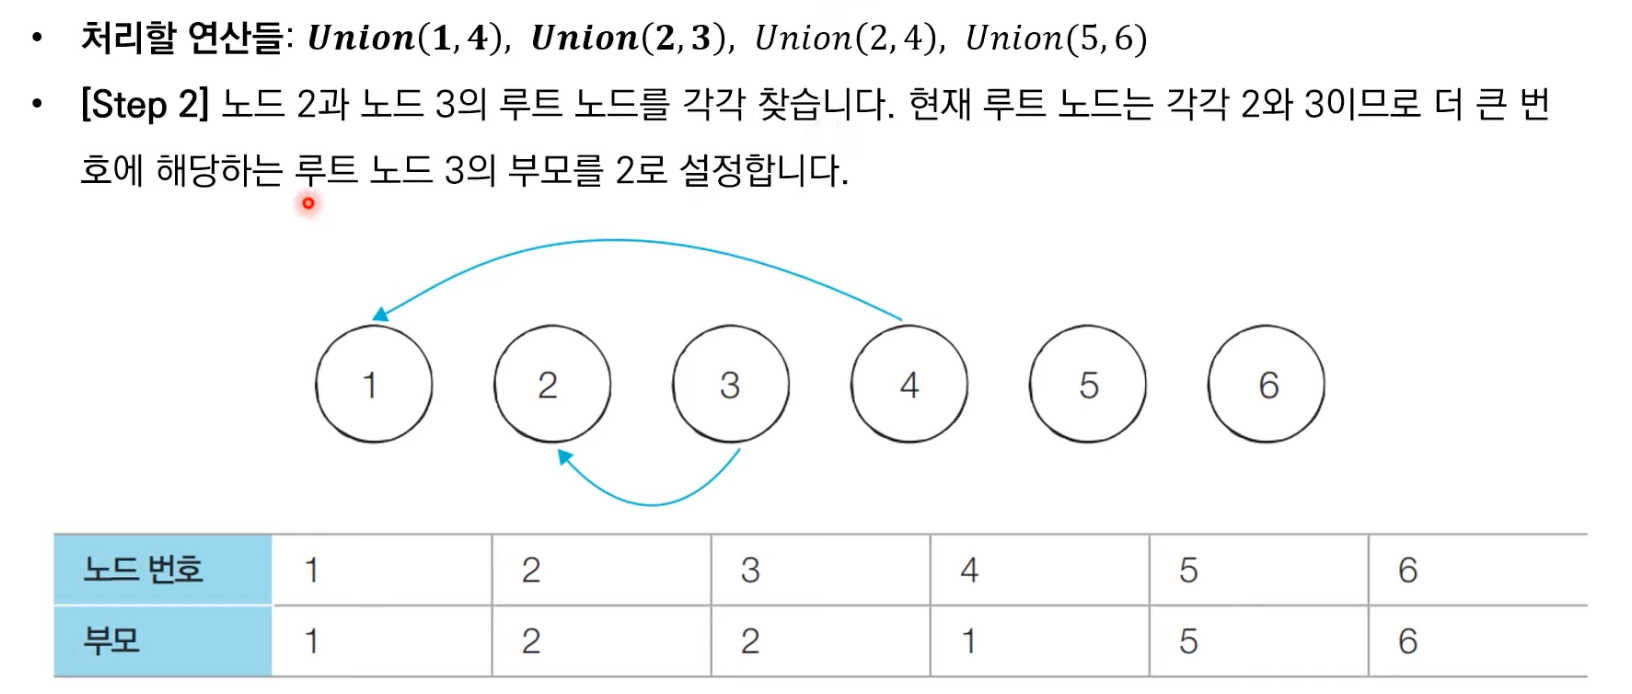 • 처리할 연산들: Union(1,4), Union(2,3), Union(2,4), Union(5,6)
• [Step 2] 노드 2과 노드 3의 루트 노드를 각각 찾습니다. 현재 루트 노드는 각각 2와 3이므로 더 큰 번
호에 해당하는 루트 노드 3의 부모를 2로 설정합니다.
1 2 3 4 5 6
노드 번호 1 2 3 4 5 6
부모 1 2 2 1 5 6